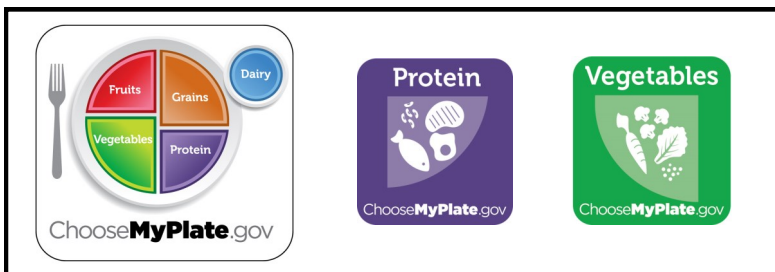 Fruits
Grains
Dairy
Vegetables
Protein
ChooseMyPlate.gov
Protein
ChooseMyPlate.gov
Vegetables
ChooseMyPlate.gov